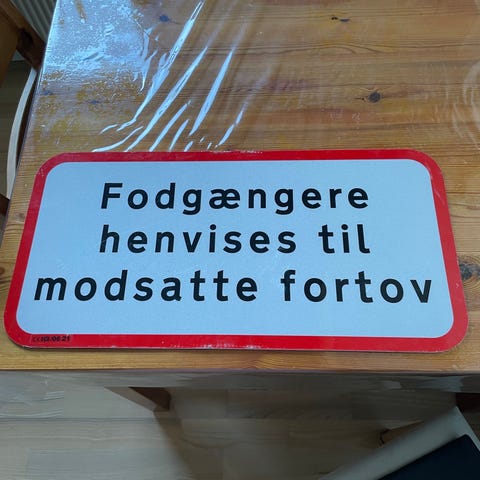 Fodgængere
henvises til
modsatte fortov